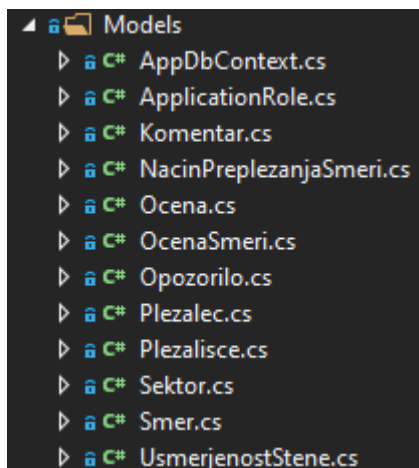 Models
C# AppDbContext.cs
C# ApplicationRole.cs
C# Komentar.cs
C# NacinPreplezanjaSmeri.cs
C# Ocena.cs
C# OcenaSmeri.cs
C# Opozorilo.cs
C# Plezalec.cs
C# Plezalisce.cs
C# Sektor.cs
C# Smer.cs
C# UsmerjenostStene.cs